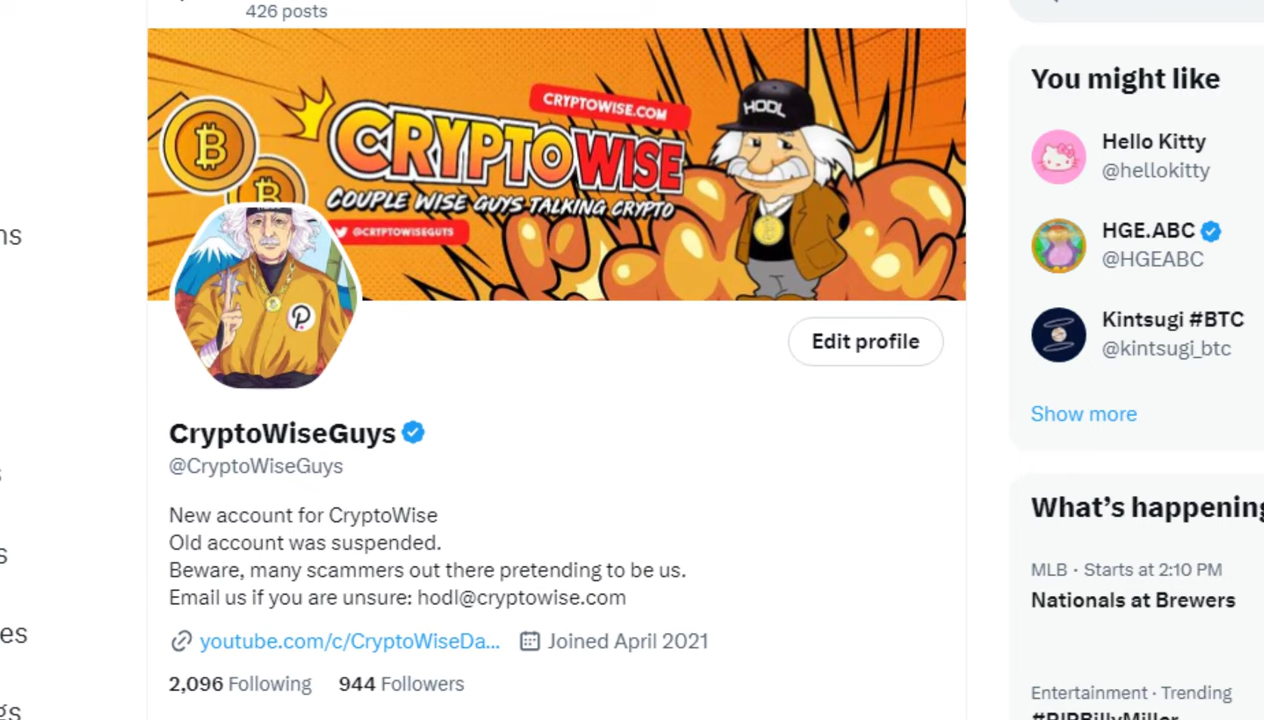 426 posts
CRYPTOWISE.COM
CRYPTOWISE
COUPLE WISE GUYS TALKING CRYPTO
@CRYPTOWISEGUYS
HODL
Edit profile
CryptoWiseGuys
@CryptoWiseGuys
New account for CryptoWise
Old account was suspended.
Beware, many scammers out there pretending to be us.
Email us if you are unsure: hodl@cryptowise.com
youtube.com/c/CryptoWiseDa... Joined April 2021
2,096 Following 944 Followers
You might like
Hello Kitty
@hellokitty
HGE.ABC
@HGEABC
Kintsugi #BTC
@kintsugi_btc
Show more
What's happening
MLB · Starts at 2:10 PM
Nationals at Brewers
Entertainment · Trending
#RIPBillyMiller